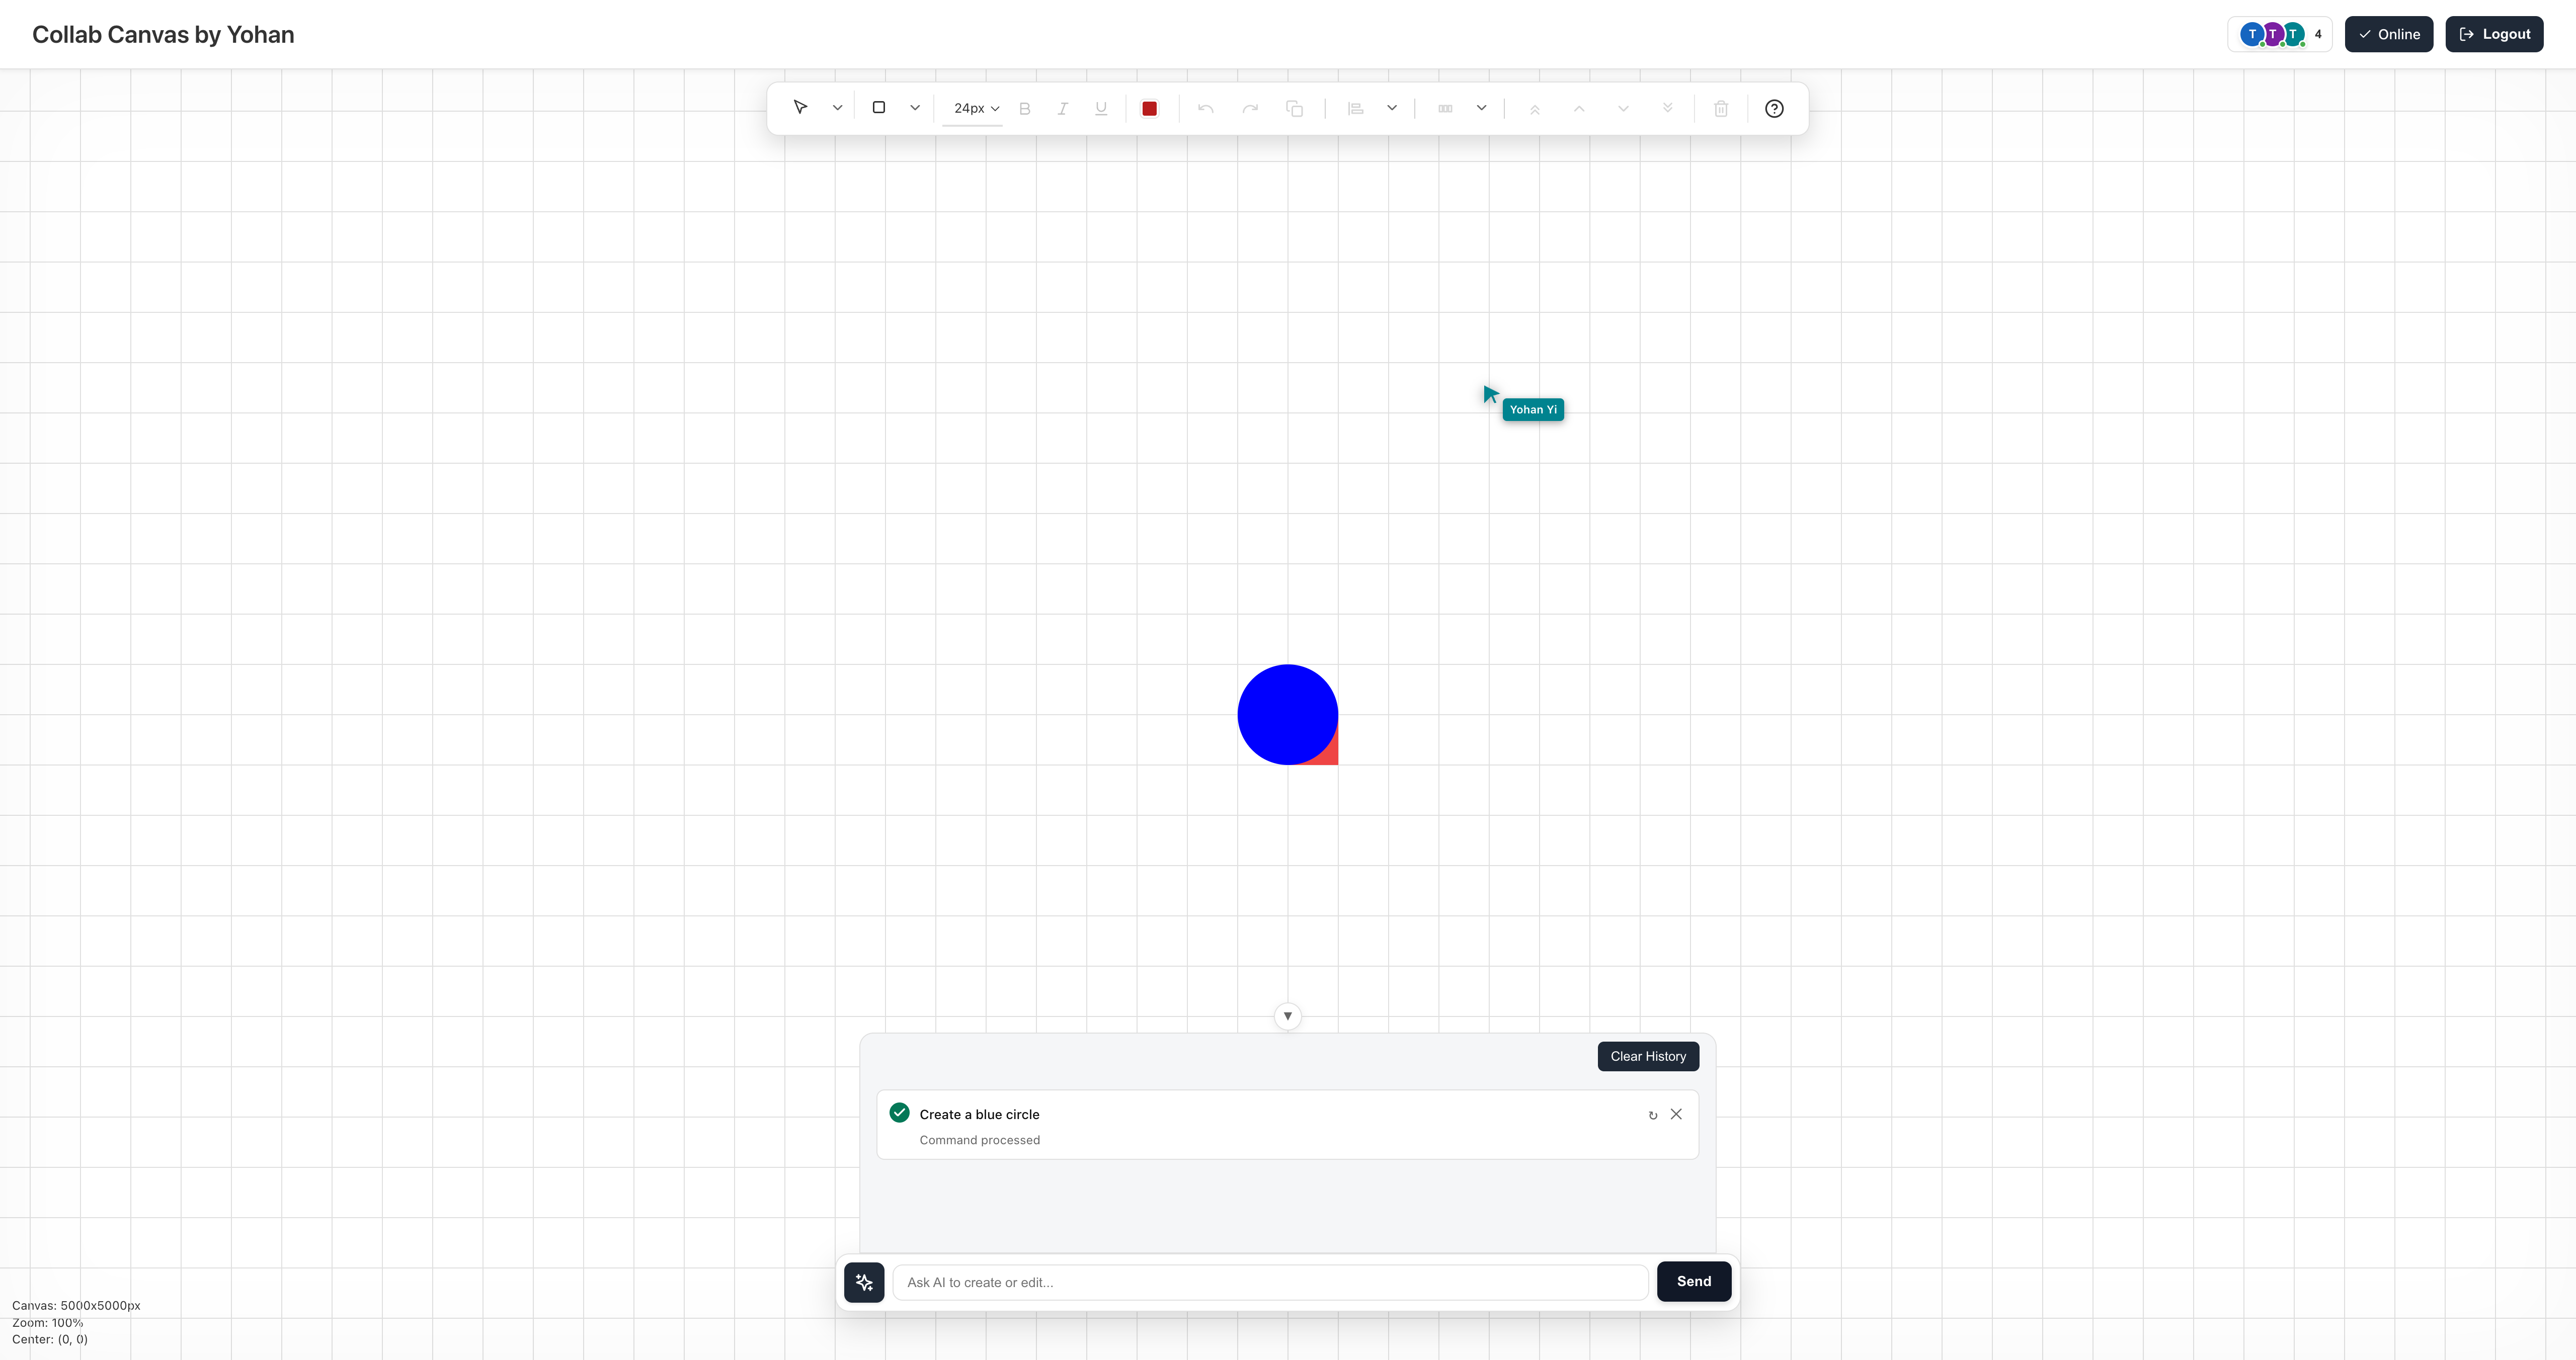 Collab Canvas by Yohan
T T T 4
Online
Logout
24px
B I U
Yohan Yi
Clear History
Create a blue circle
Command processed
Ask AI to create or edit...
Send
Canvas: 5000x5000px
Zoom: 100%
Center: (0, 0)